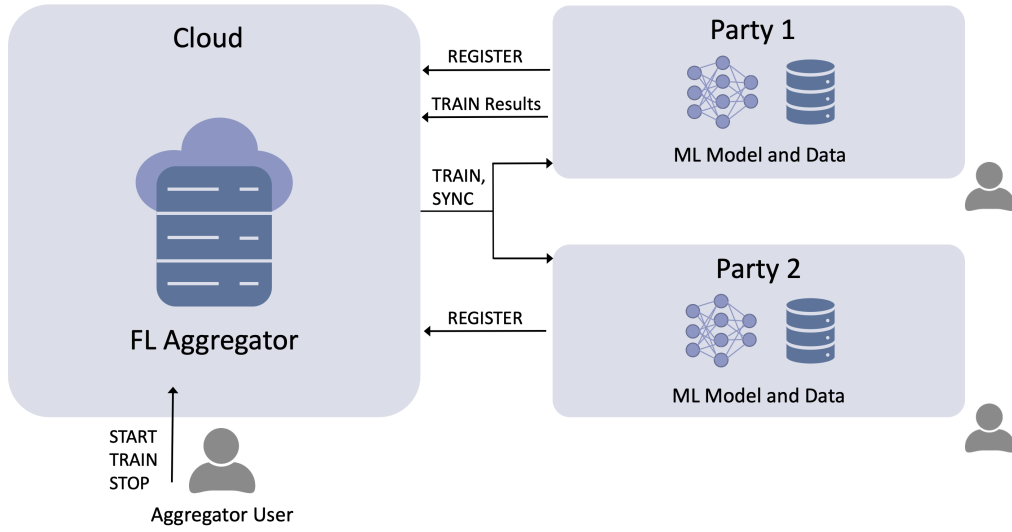 Cloud
FL Aggregator
START
TRAIN
STOP
Aggregator User
REGISTER
TRAIN Results
TRAIN,
SYNC
REGISTER
Party 1
ML Model and Data
Party 2
ML Model and Data